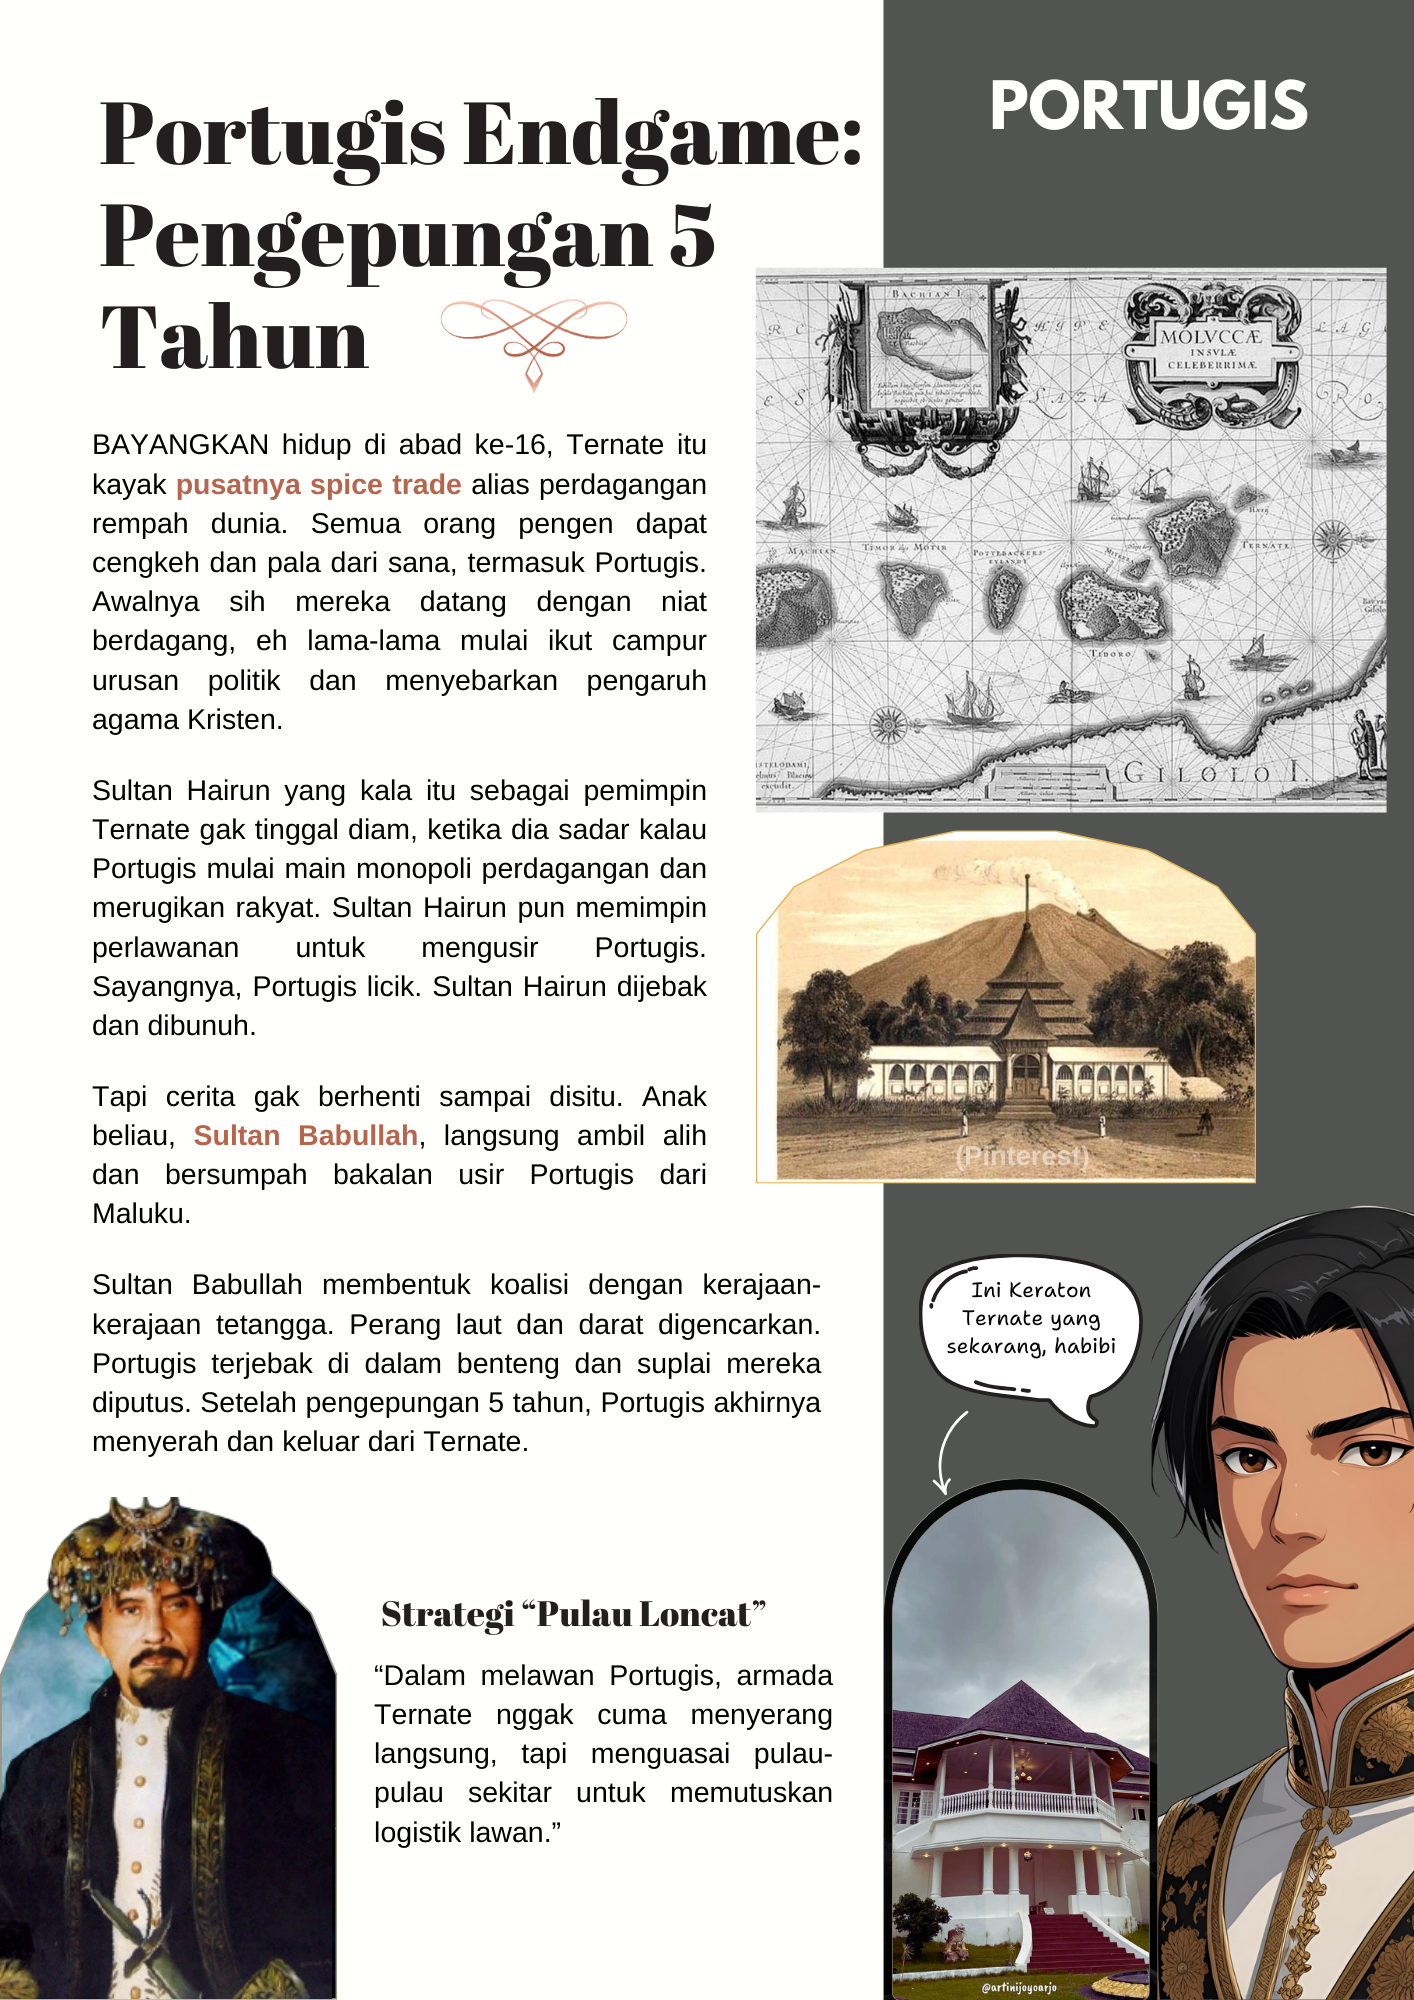 PORTUGIS
Portugis Endgame:
Pengepungan 5
Tahun
BAYANGKAN hidup di abad ke-16, Ternate itu
kayak pusatnya spice trade alias perdagangan
rempah dunia. Semua orang pengen dapat
cengkeh dan pala dari sana, termasuk Portugis.
Awalnya sih mereka datang dengan niat
berdagang, eh lama-lama mulai ikut campur
urusan politik dan menyebarkan pengaruh
agama Kristen.
Sultan Hairun yang kala itu sebagai pemimpin
Ternate gak tinggal diam, ketika dia sadar kalau
Portugis mulai main monopoli perdagangan dan
merugikan rakyat. Sultan Hairun pun memimpin
perlawanan untuk mengusir Portugis.
Sayangnya, Portugis licik. Sultan Hairun dijebak
dan dibunuh.
Tapi cerita gak berhenti sampai disitu. Anak
beliau, Sultan Babullah, langsung ambil alih
dan bersumpah bakalan usir Portugis dari
Maluku.
Sultan Babullah membentuk koalisi dengan kerajaan-
kerajaan tetangga. Perang laut dan darat digencarkan.
Portugis terjebak di dalam benteng dan suplai mereka
diputus. Setelah pengepungan 5 tahun, Portugis akhirnya
menyerah dan keluar dari Ternate.
Strategi “Pulau Loncat”
“Dalam melawan Portugis, armada
Ternate nggak cuma menyerang
langsung, tapi menguasai pulau-
pulau sekitar untuk memutuskan
logistik lawan.”
BACHIAN I.
MOLVCCÆ
INSVLÆ
CELEBERRIMÆ
MACHIAN
TIMOR alijs MOTIR
POTTEBACKERS
EYLANDT
TERNATE
TIDORO
GILOLO I.
(Pinterest)
Ini Keraton
Ternate yang
sekarang, habibi
@artinijoyoarjo